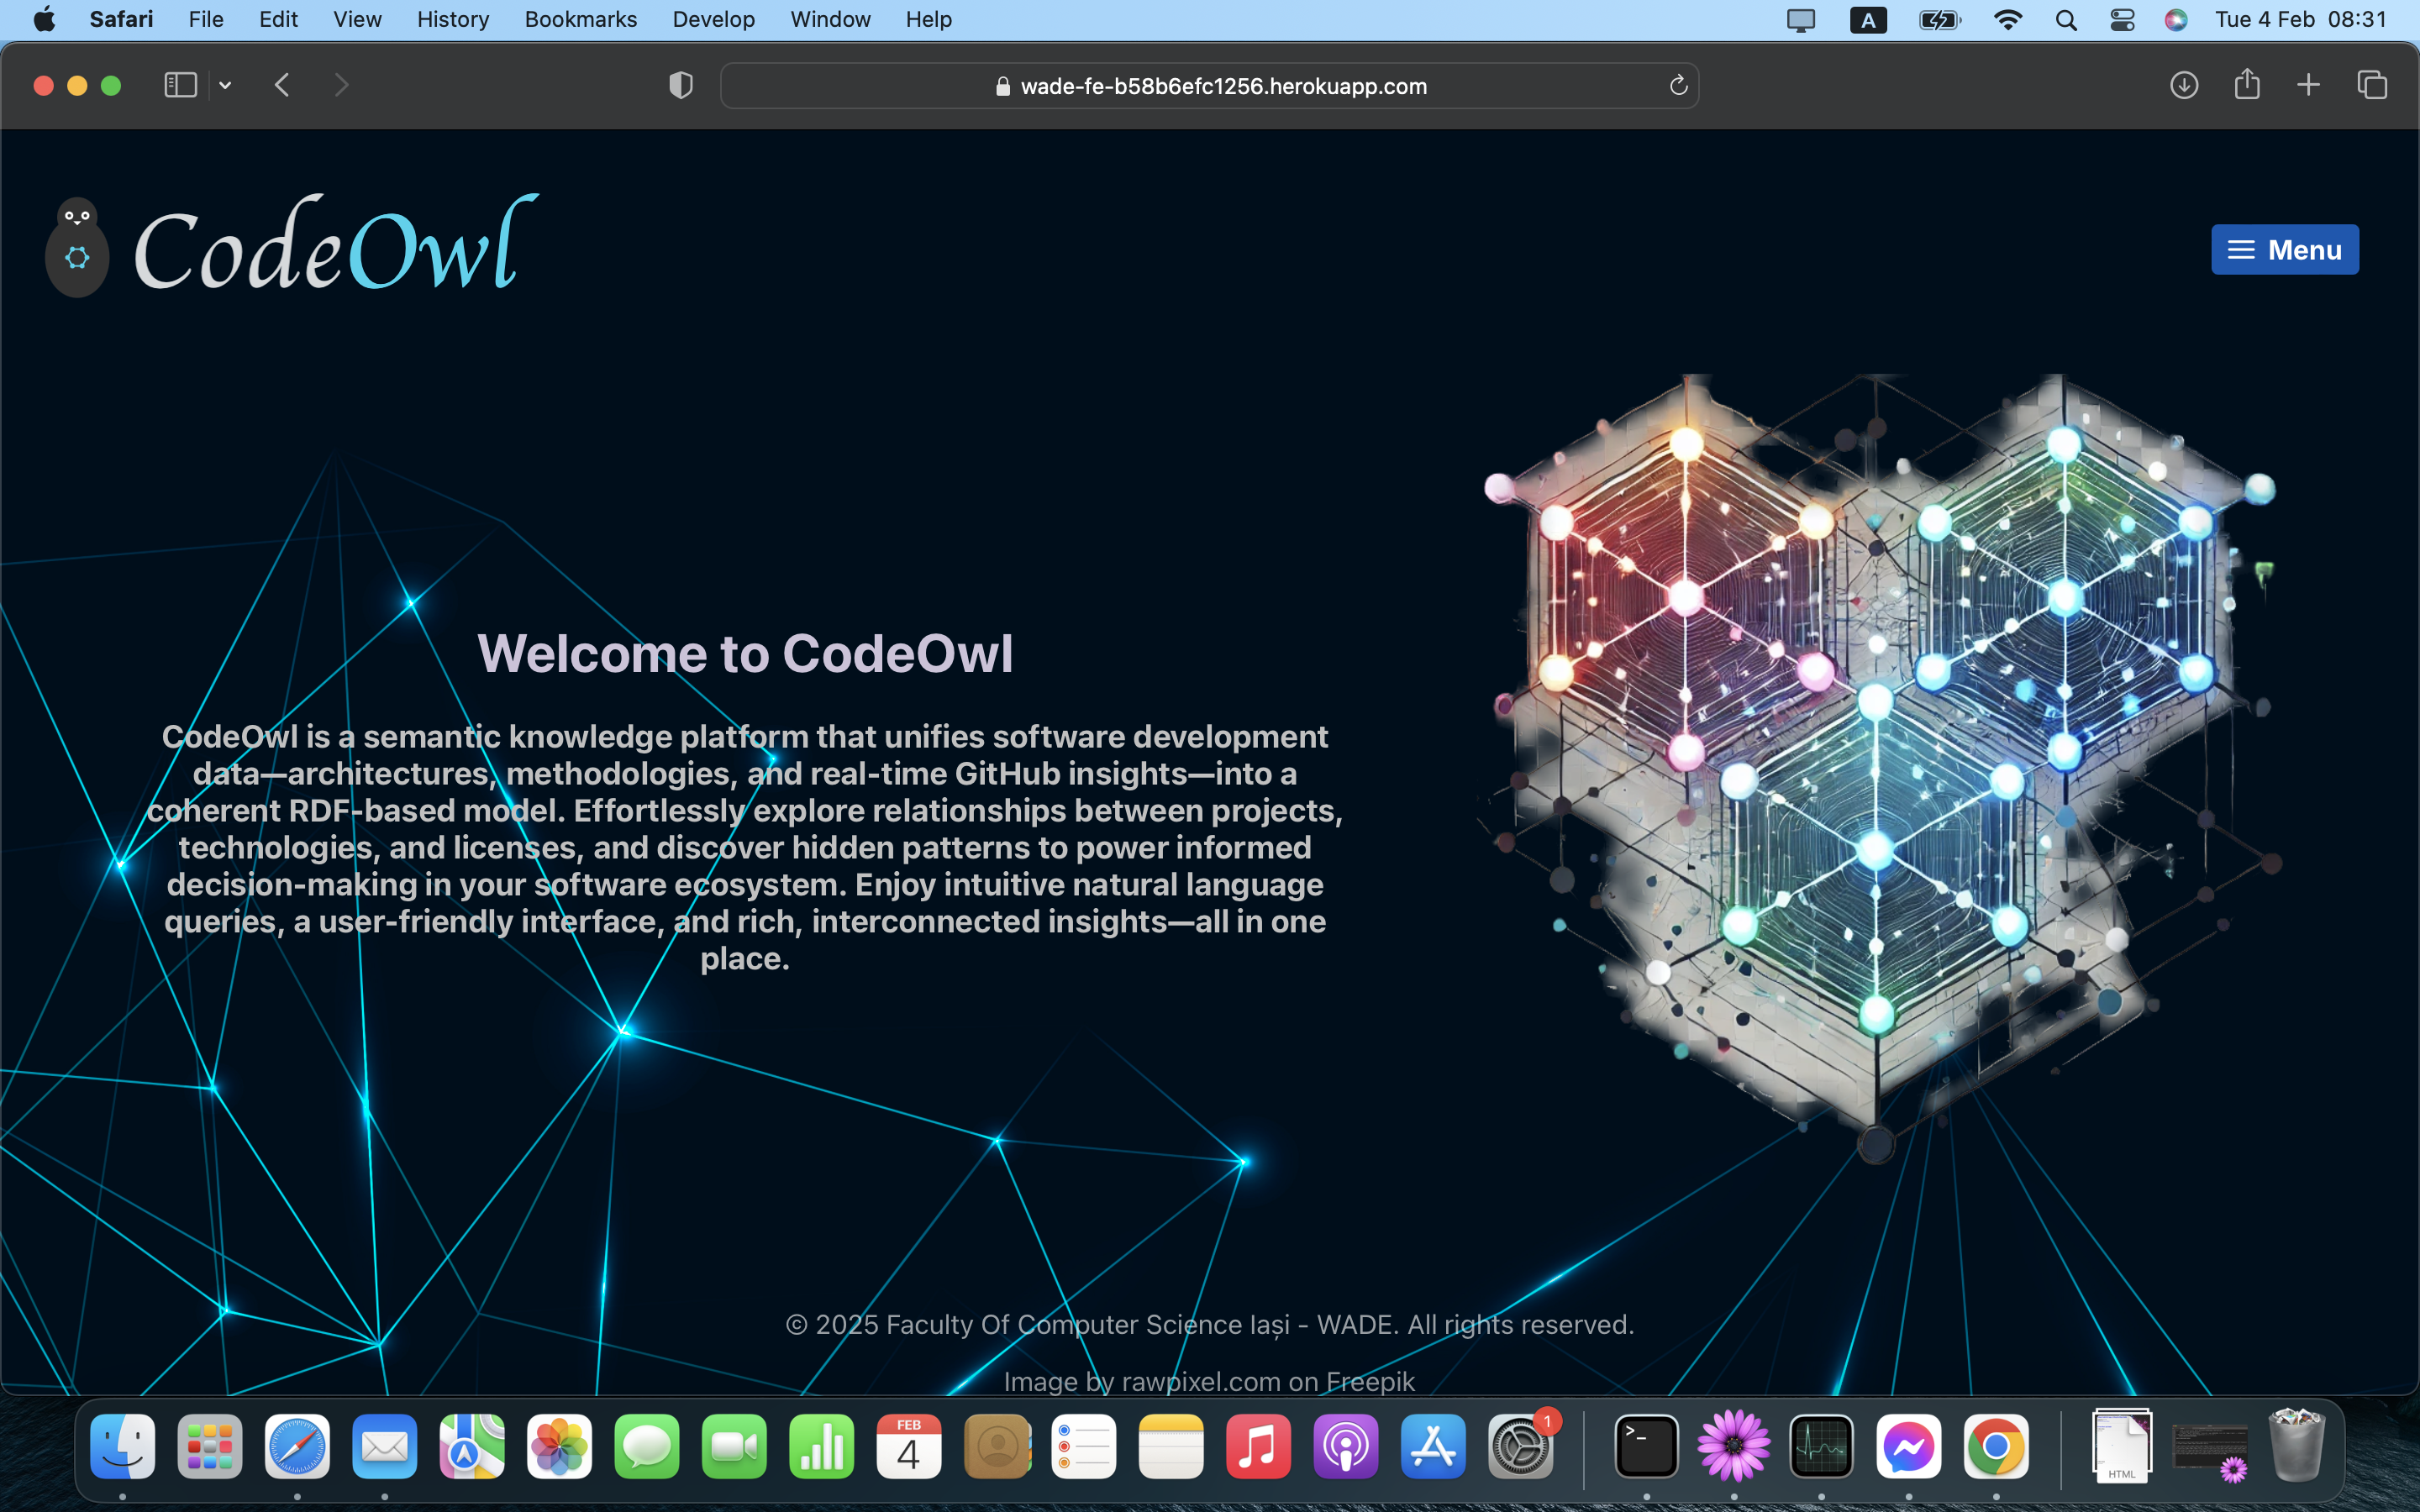 Safari File Edit View History Bookmarks Develop Window Help A Tue 4 Feb 08:31
wade-fe-b58b6efc1256.herokuapp.com
CodeOwl
Menu
Welcome to CodeOwl
CodeOwl is a semantic knowledge platform that unifies software development
data—architectures, methodologies, and real-time GitHub insights—into a
coherent RDF-based model. Effortlessly explore relationships between projects,
technologies, and licenses, and discover hidden patterns to power informed
decision-making in your software ecosystem. Enjoy intuitive natural language
queries, a user-friendly interface, and rich, interconnected insights—all in one
place.
© 2025 Faculty Of Computer Science Iași - WADE. All rights reserved.
Image by rawpixel.com on Freepik
FEB
4
1
>_
HTML